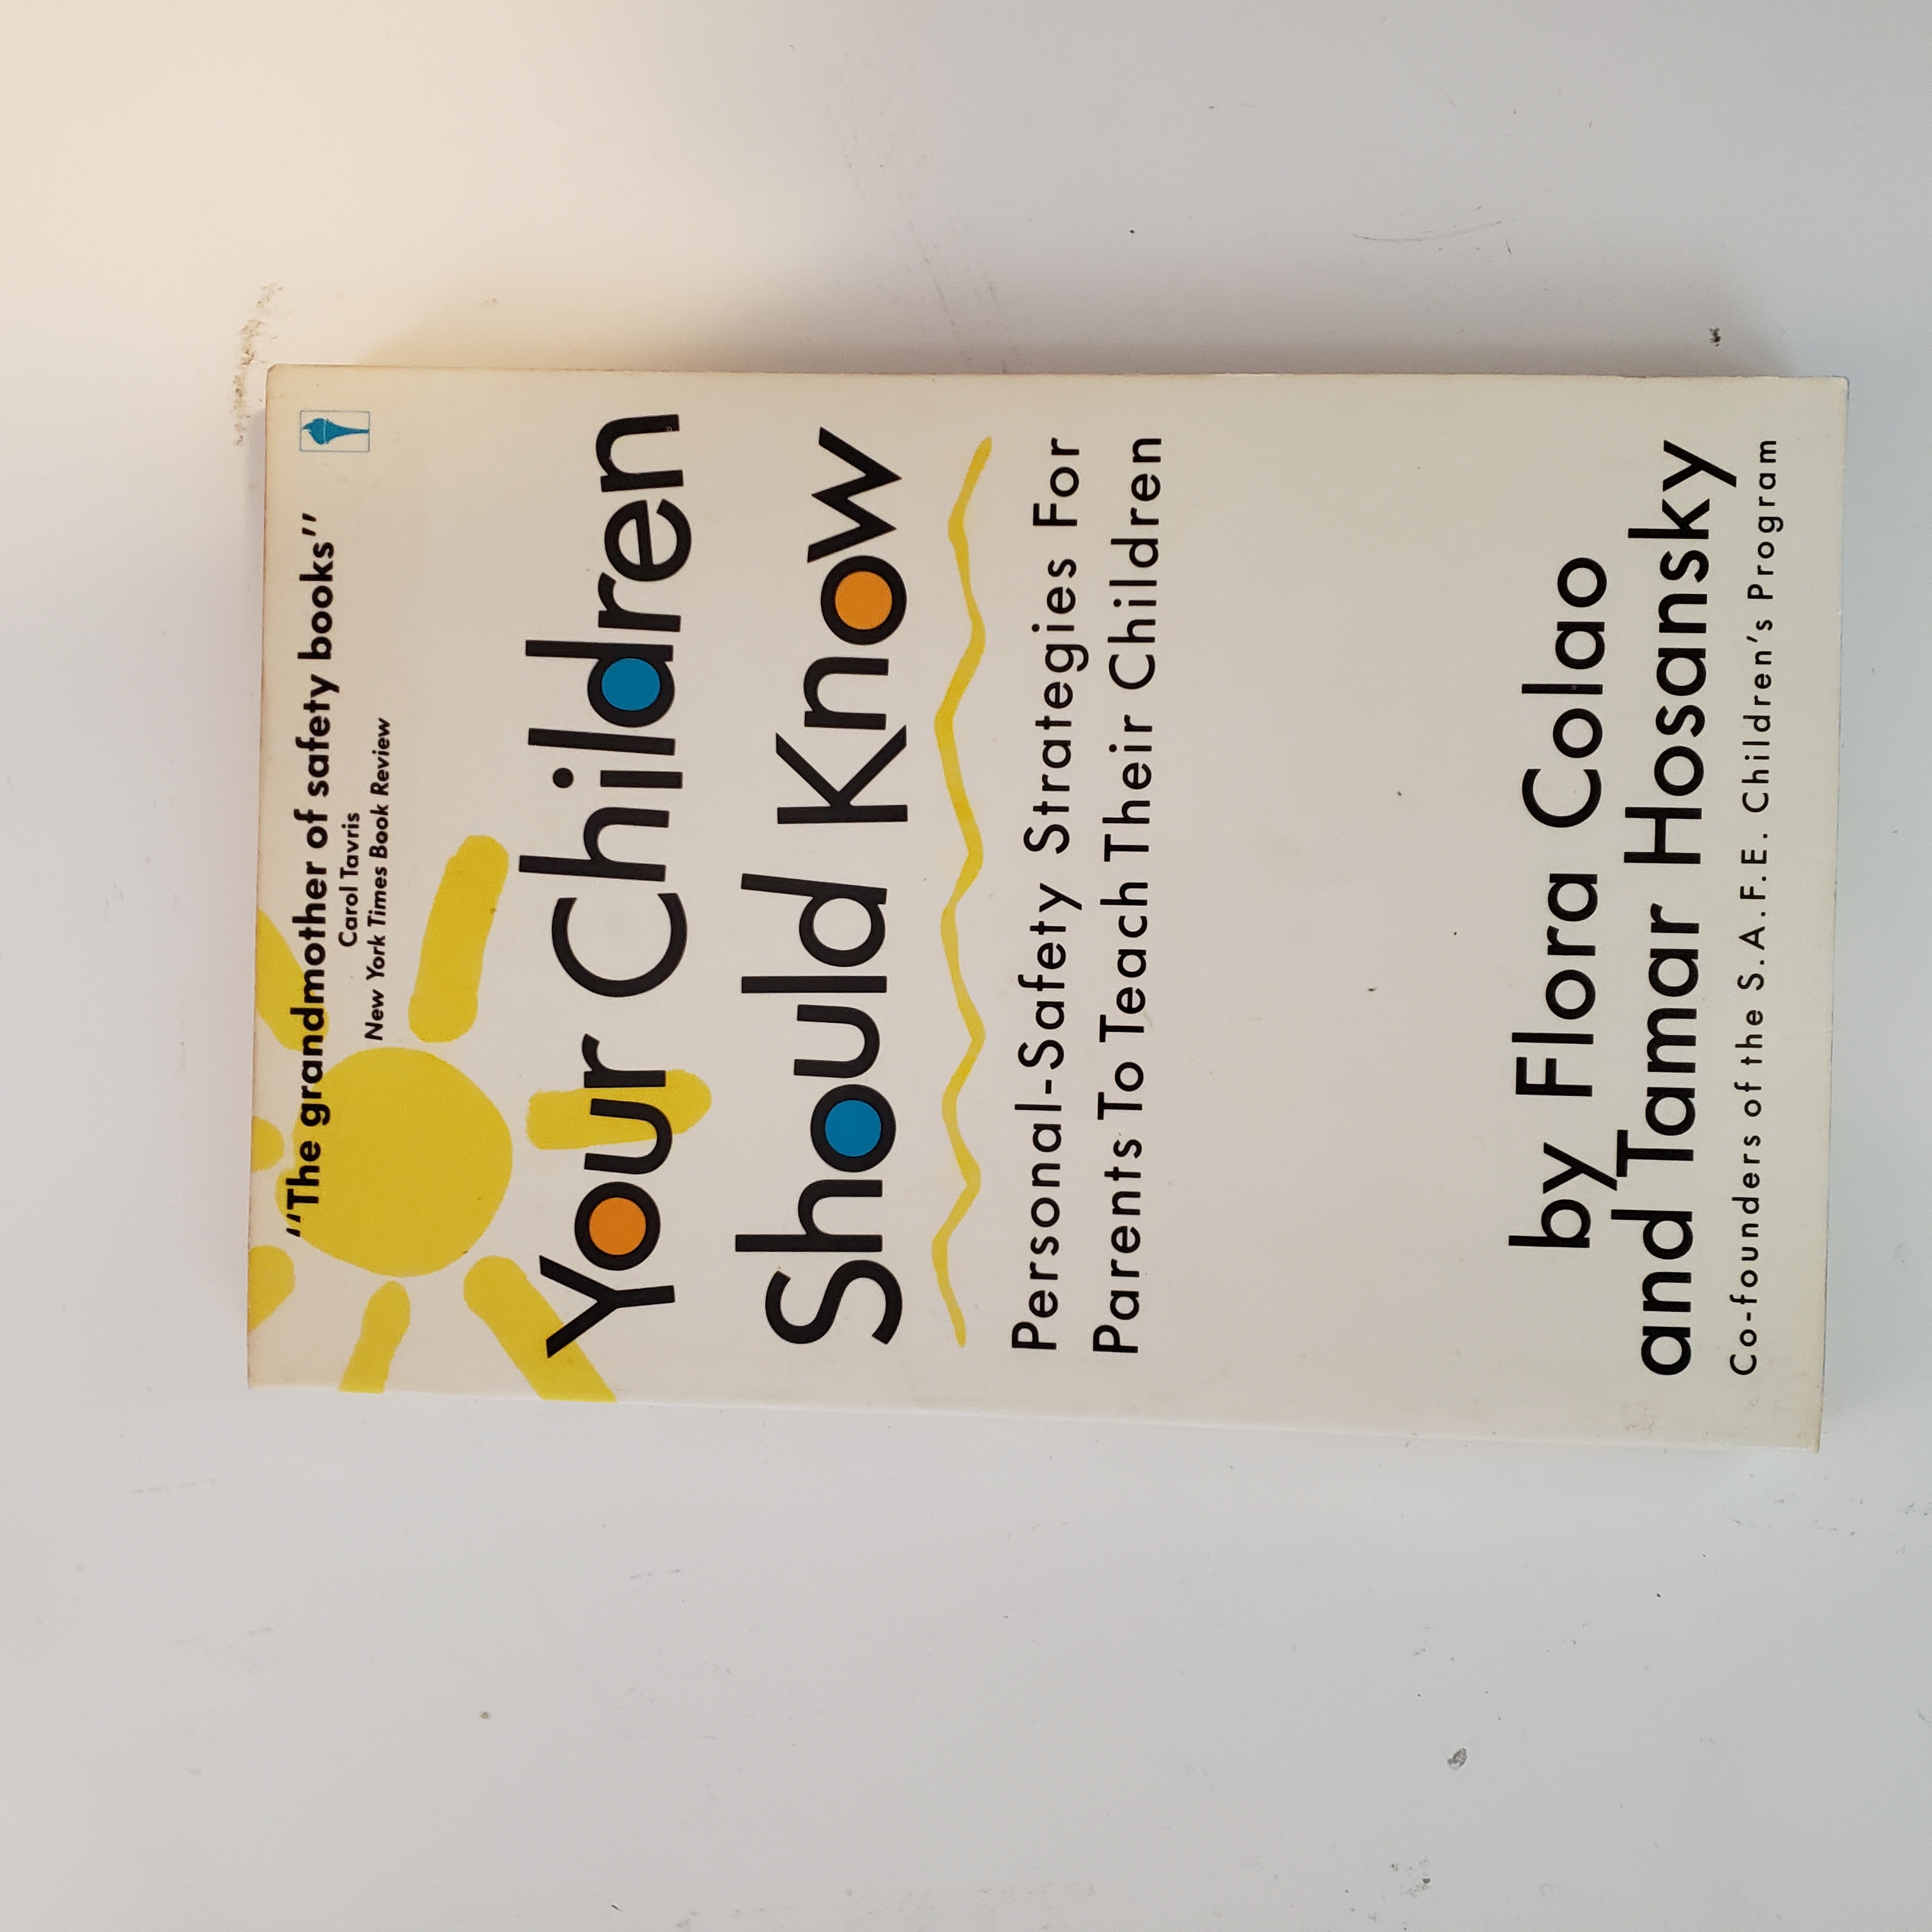 "The grandmother of safety books"
Carol Tavris
New York Times Book Review
Your Children
Should Know
Personal-Safety Strategies For
Parents To Teach Their Children
by Flora Colao
and Tamar Hosansky
Co-founders of the S.A.F.E. Children's Program